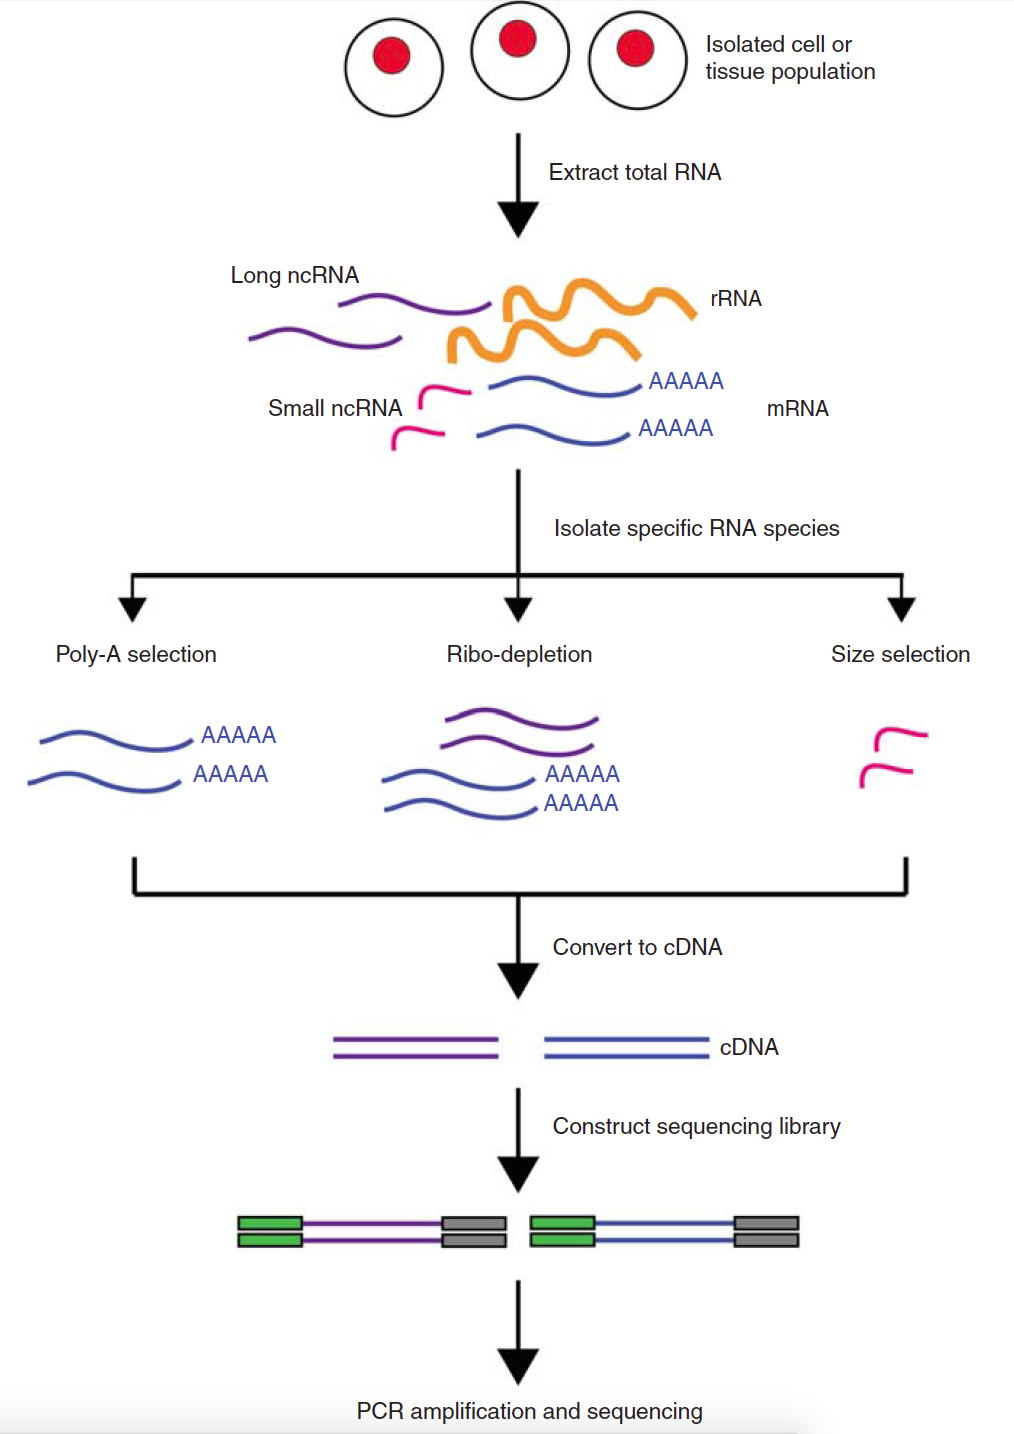 Isolated cell or
tissue population
Extract total RNA
Long ncRNA
rRNA
AAAAA
Small ncRNA
mRNA
AAAAA
Isolate specific RNA species
Poly-A selection
Ribo-depletion
Size selection
AAAAA
AAAAA
AAAAA
AAAAA
Convert to cDNA
cDNA
Construct sequencing library
PCR amplification and sequencing